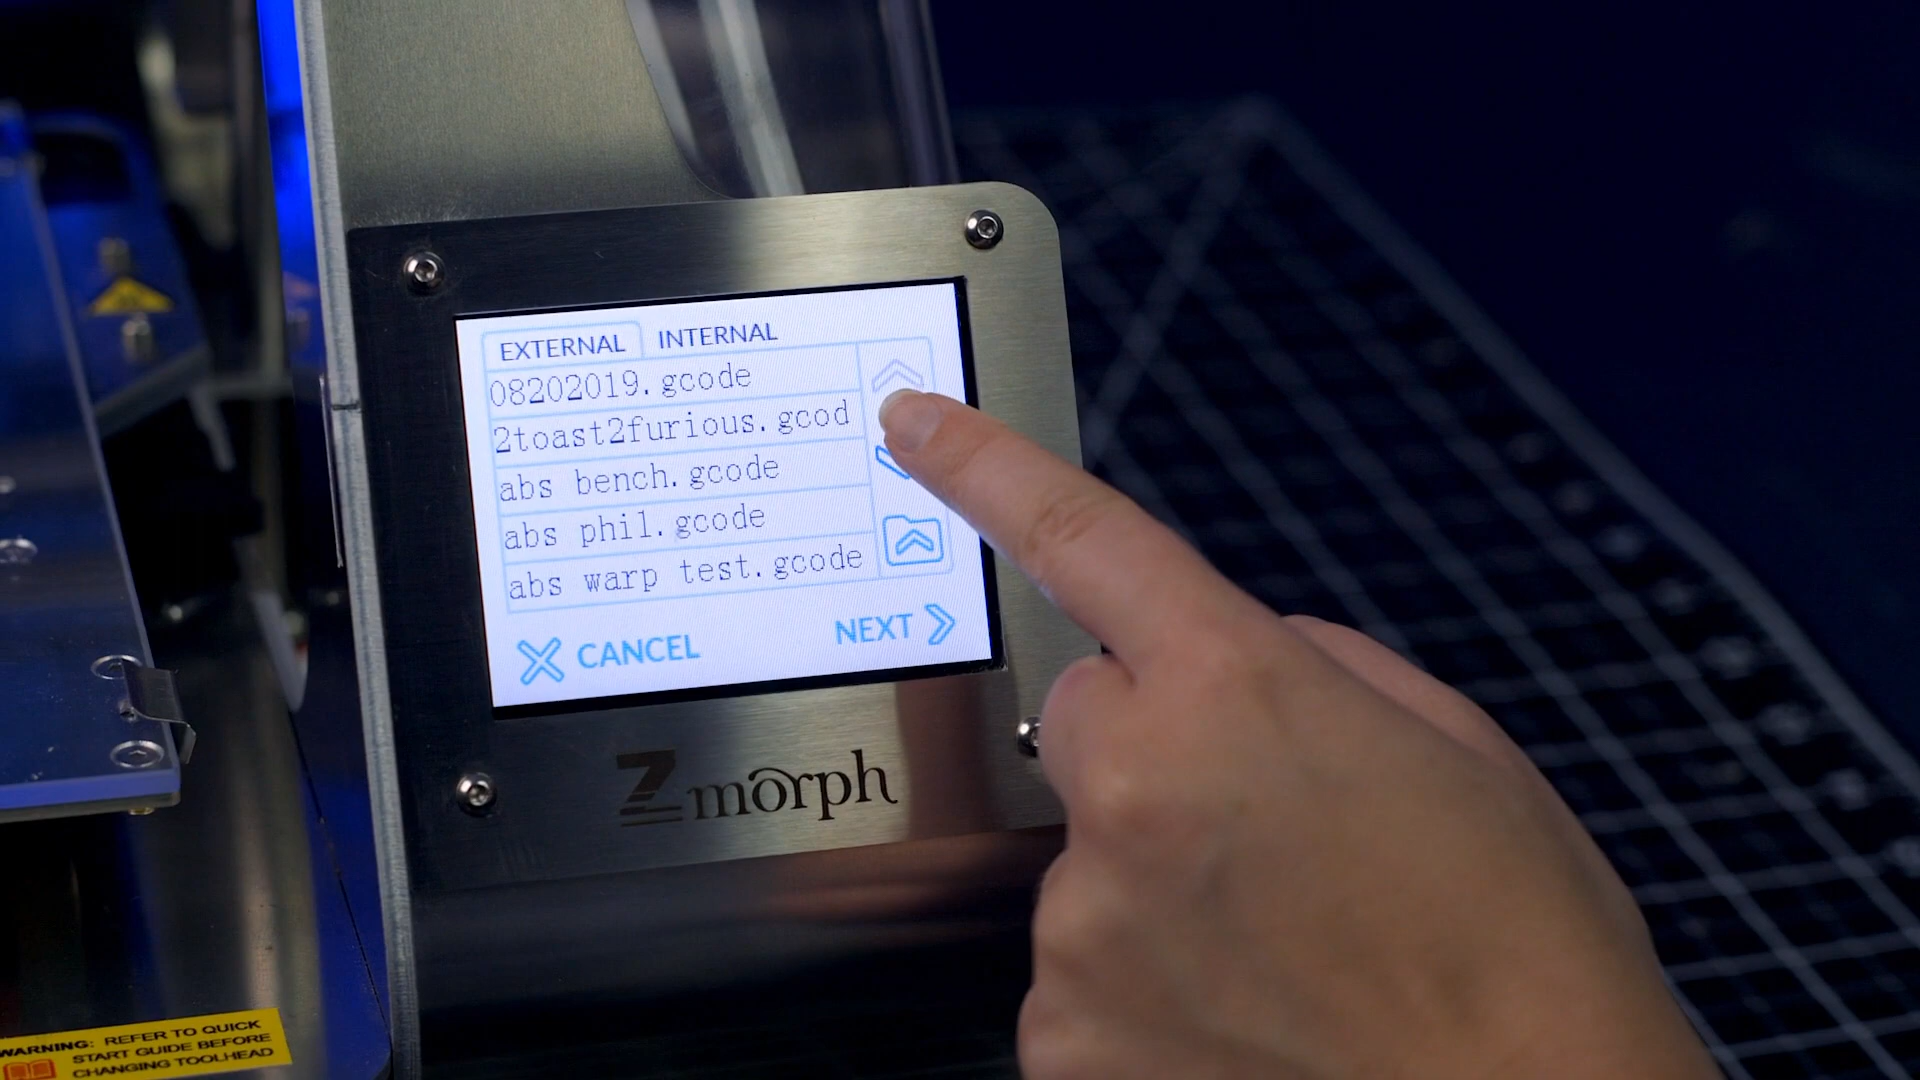 EXTERNAL INTERNAL
08202019.gcode
2toast2furious.gcod
abs bench.gcode
abs phil.gcode
abs warp test.gcode
CANCEL NEXT
Zmorph
WARNING: REFER TO QUICK
START GUIDE BEFORE
CHANGING TOOLHEAD